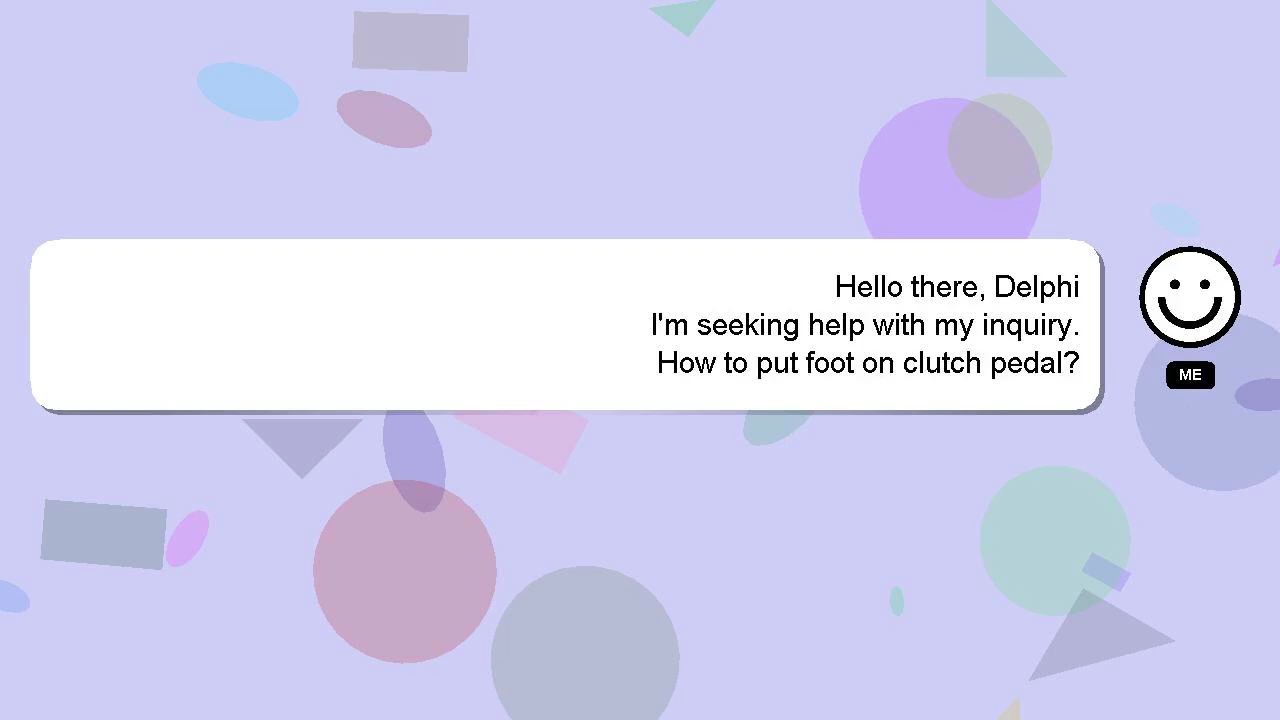 Hello there, Delphi
I'm seeking help with my inquiry.
How to put foot on clutch pedal?
ME